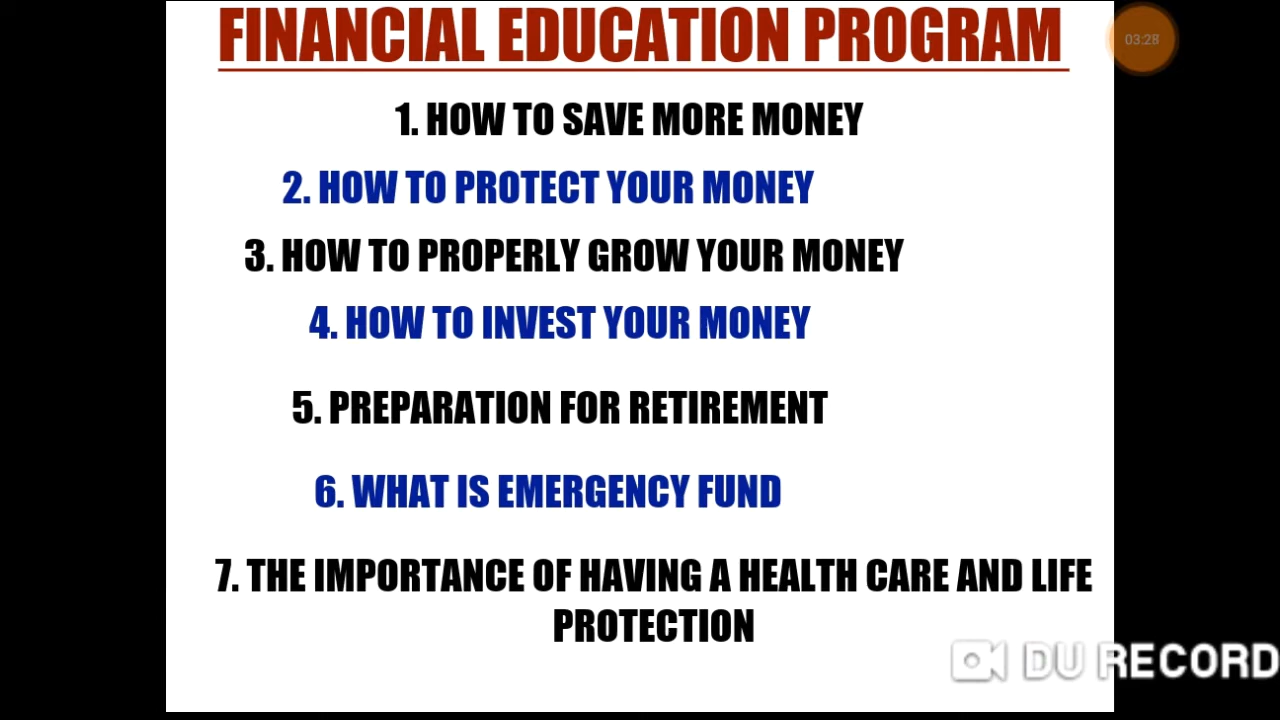 FINANCIAL EDUCATION PROGRAM
03:28
1. HOW TO SAVE MORE MONEY
2. HOW TO PROTECT YOUR MONEY
3. HOW TO PROPERLY GROW YOUR MONEY
4. HOW TO INVEST YOUR MONEY
5. PREPARATION FOR RETIREMENT
6. WHAT IS EMERGENCY FUND
7. THE IMPORTANCE OF HAVING A HEALTH CARE AND LIFE
PROTECTION
DU RECORD